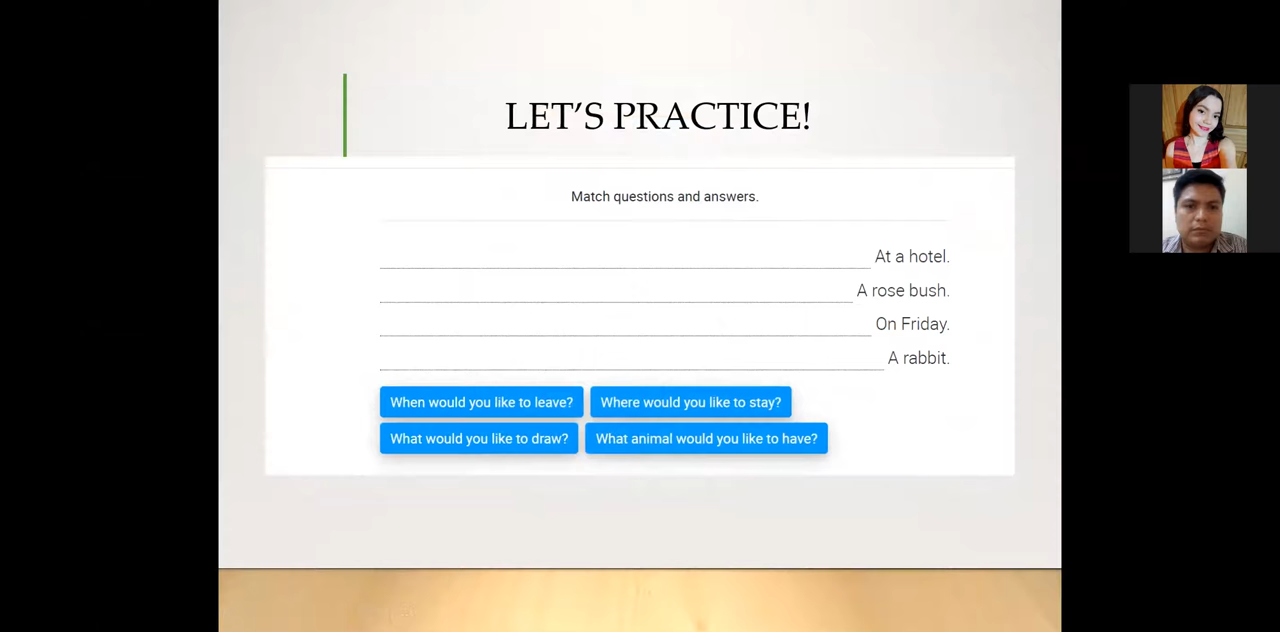 LET'S PRACTICE!
Match questions and answers.
At a hotel.
A rose bush.
On Friday.
A rabbit.
When would you like to leave? Where would you like to stay?
What would you like to draw? What animal would you like to have?